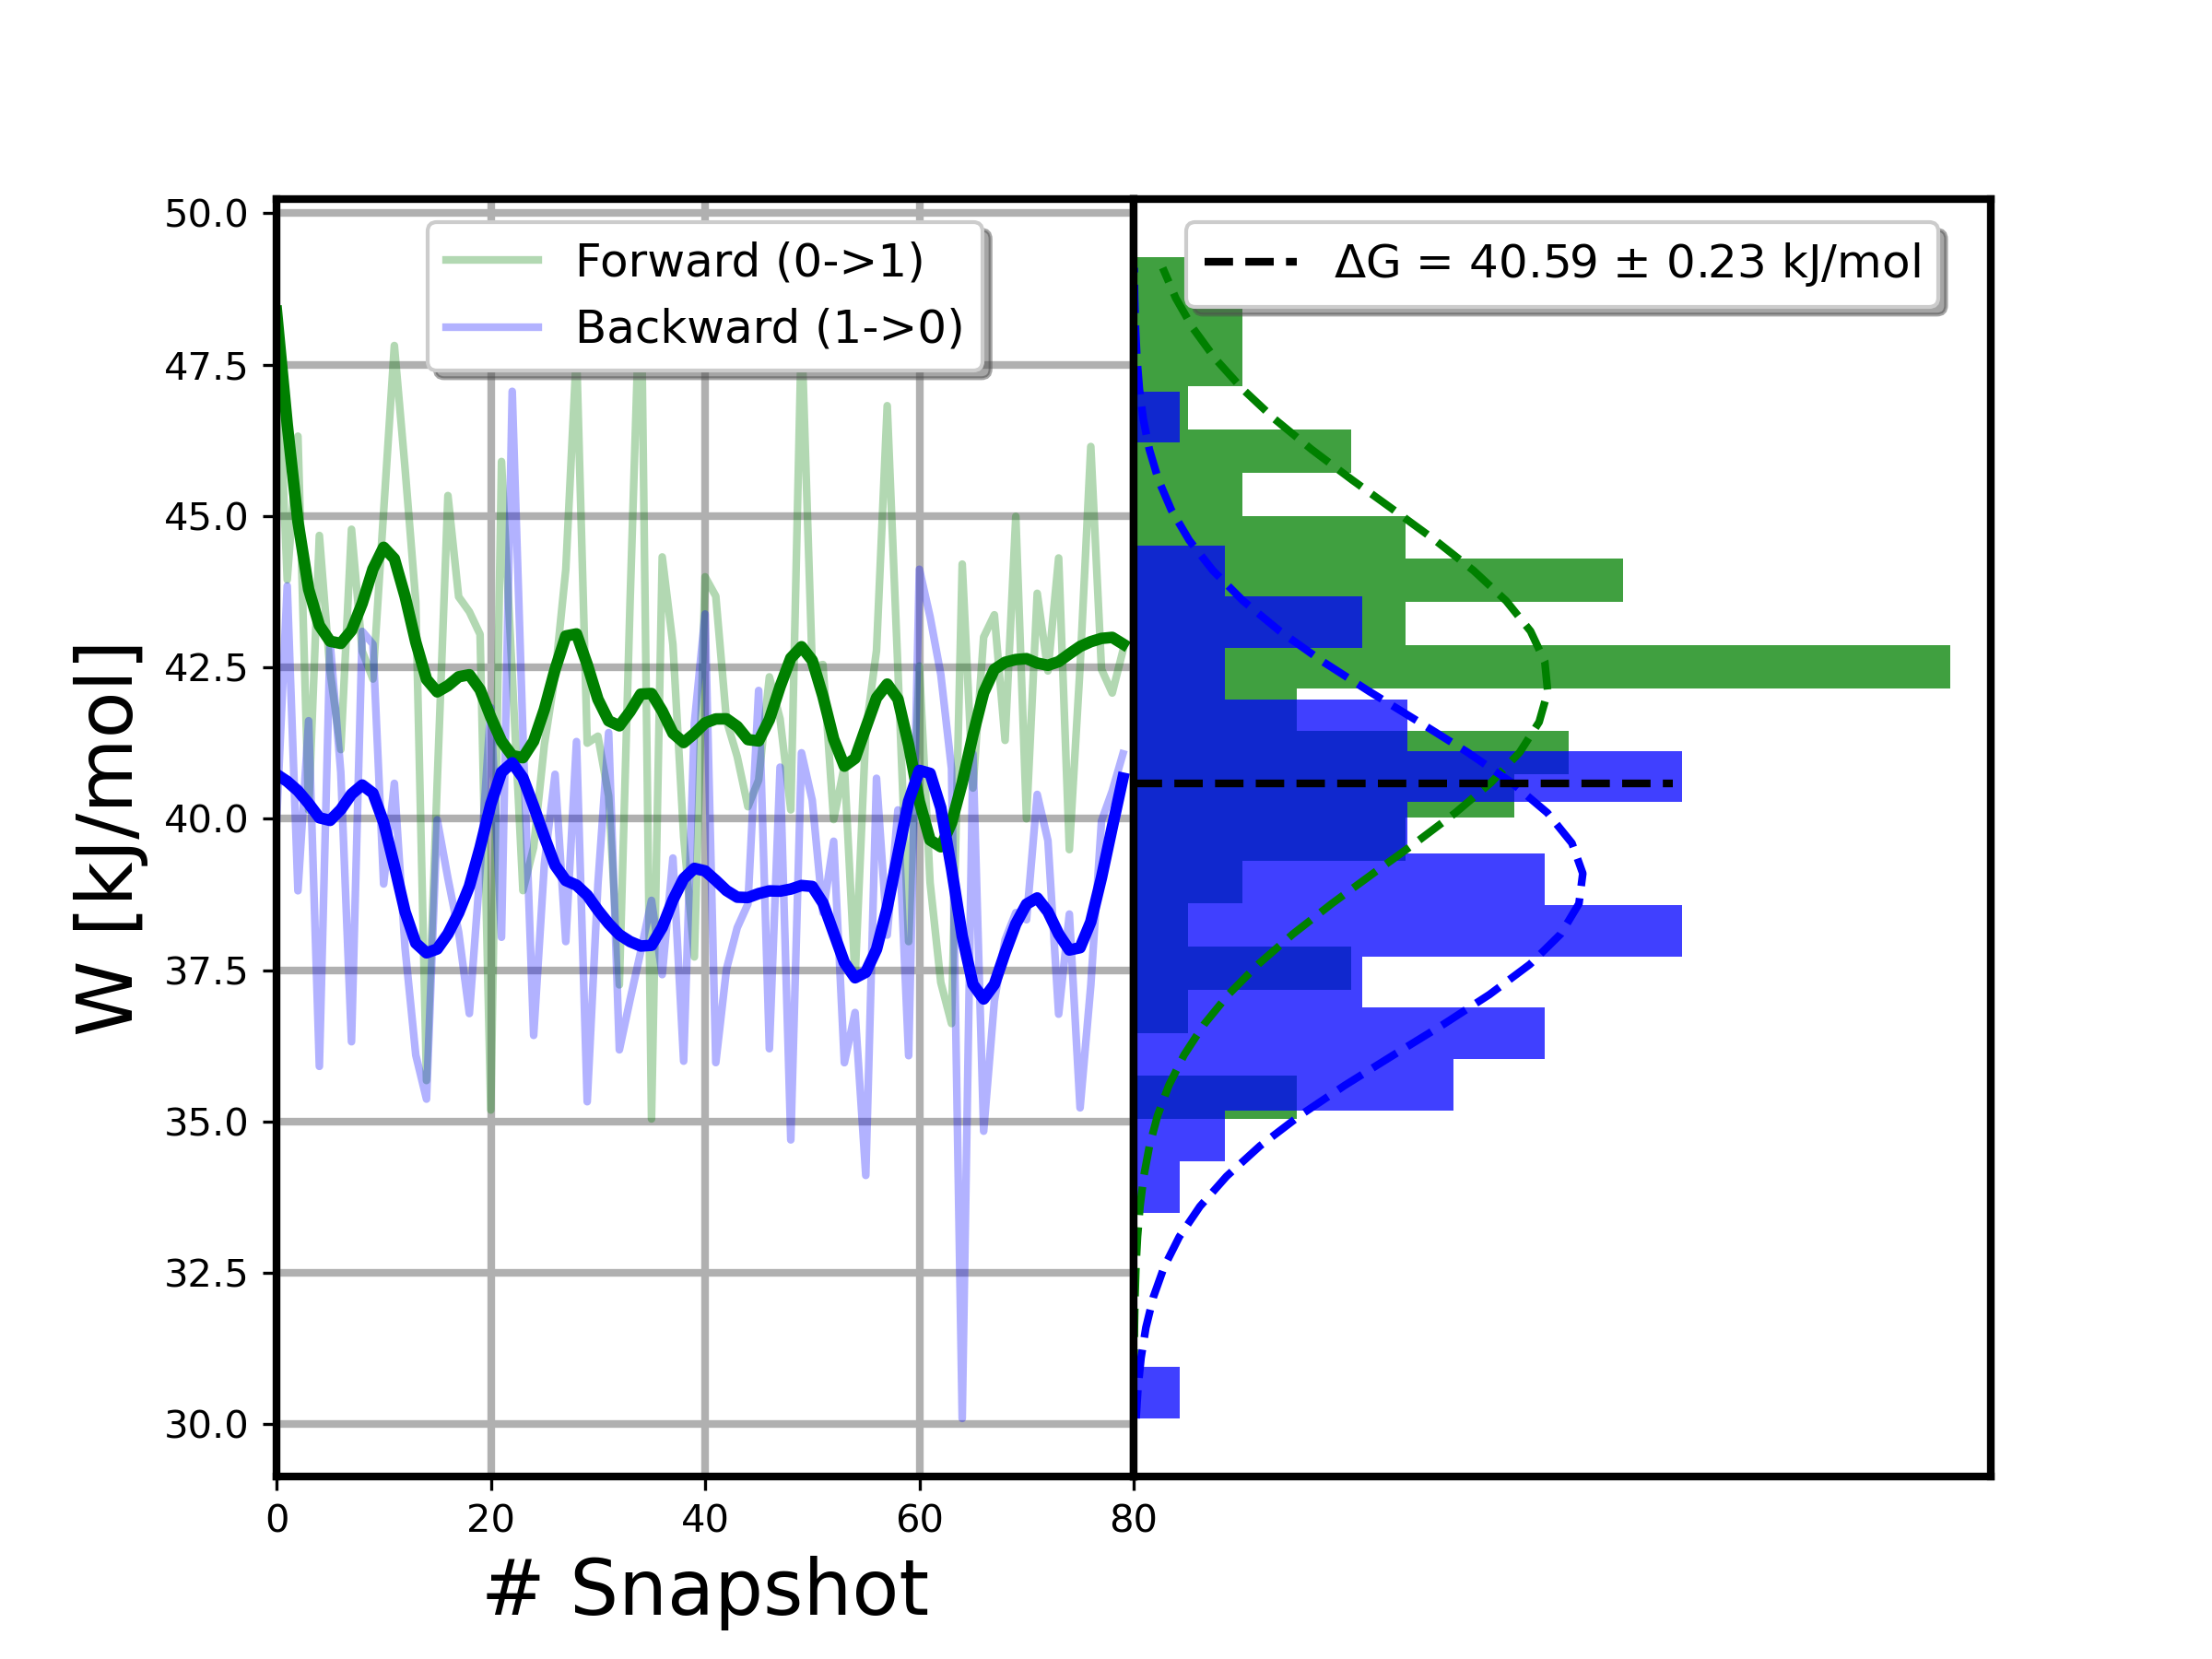 50.0
47.5
45.0
42.5
40.0
37.5
35.0
32.5
30.0
W [kJ/mol]
Forward (0->1)
Backward (1->0)
ΔG = 40.59 ± 0.23 kJ/mol
0 20 40 60 80
# Snapshot